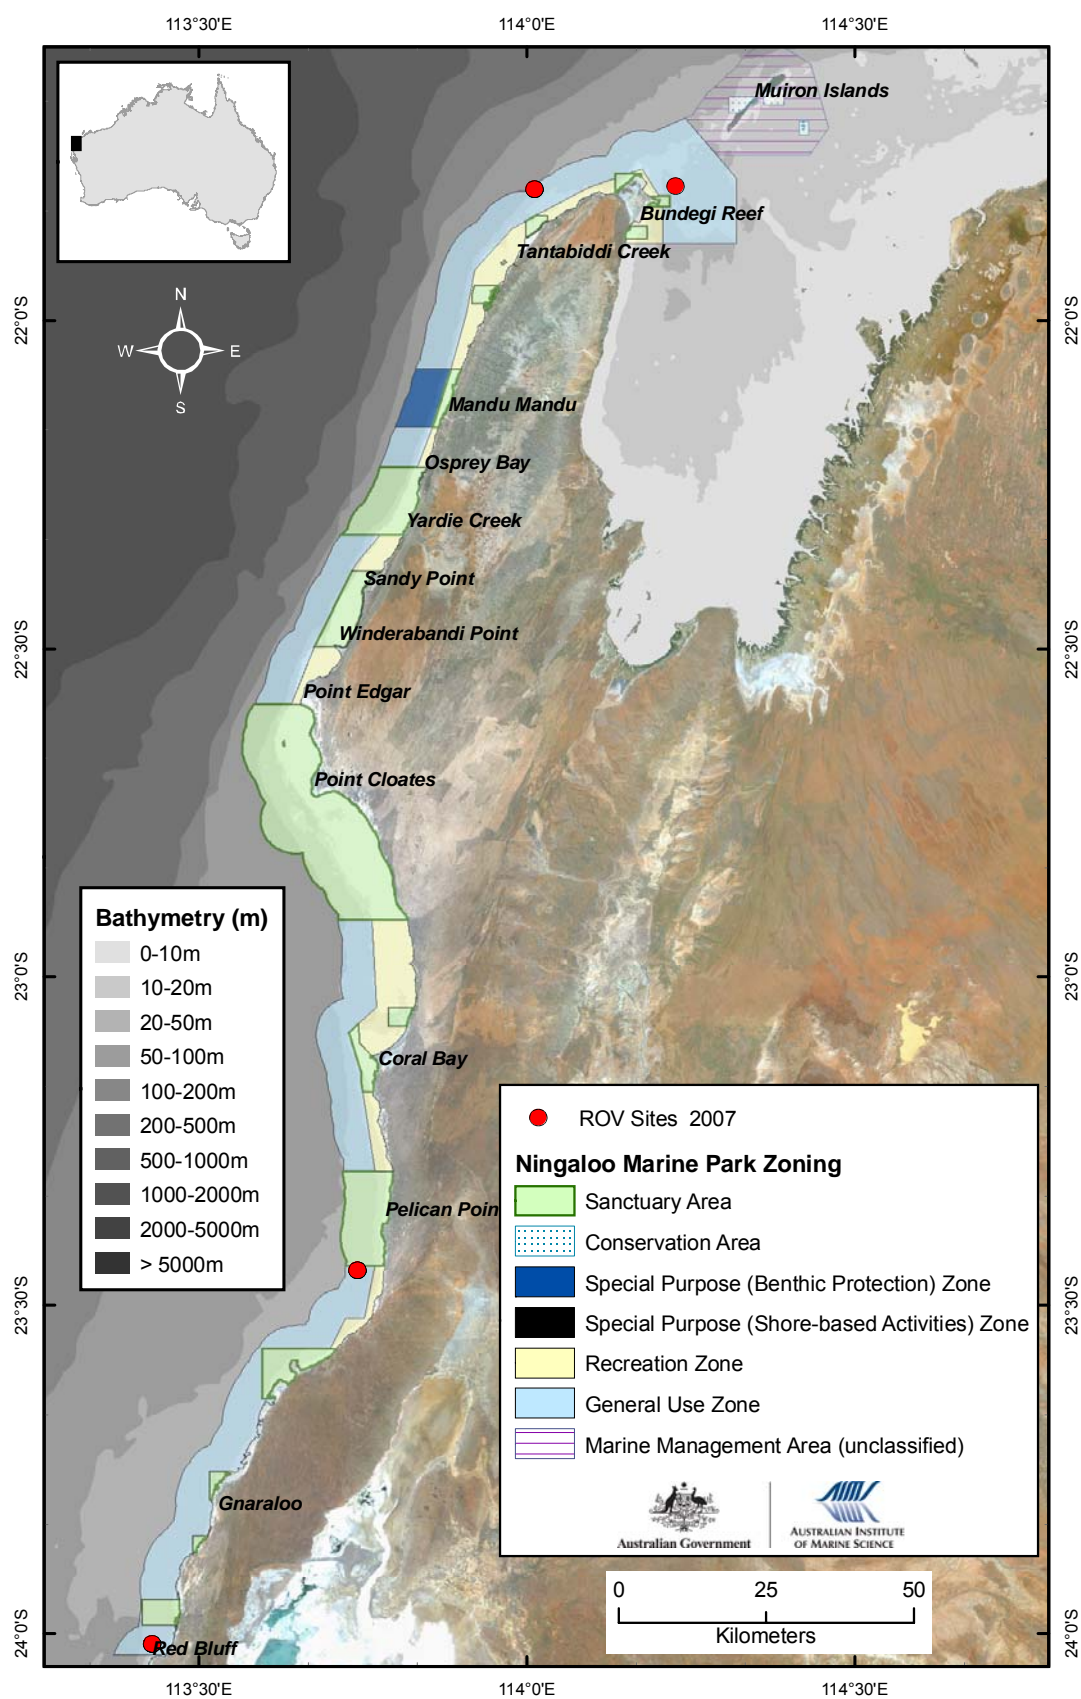 113°30'E
114°0'E
114°30'E
Muiron Islands
Bundegi Reef
Tantabiddi Creek
N
W
E
S
22°0'S
22°0'S
Mandu Mandu
Osprey Bay
Yardie Creek
Sandy Point
Winderabandi Point
22°30'S
22°30'S
Point Edgar
Point Cloates
Bathymetry (m)
0-10m
10-20m
20-50m
50-100m
100-200m
200-500m
500-1000m
1000-2000m
2000-5000m
> 5000m
23°0'S
23°0'S
Coral Bay
Pelican Poin
23°30'S
23°30'S
Gnaraloo
Red Bluff
24°0'S
24°0'S
ROV Sites 2007
Ningaloo Marine Park Zoning
Sanctuary Area
Conservation Area
Special Purpose (Benthic Protection) Zone
Special Purpose (Shore-based Activities) Zone
Recreation Zone
General Use Zone
Marine Management Area (unclassified)
Australian Government
AIMS
AUSTRALIAN INSTITUTE
OF MARINE SCIENCE
0 25 50
Kilometers
113°30'E
114°0'E
114°30'E